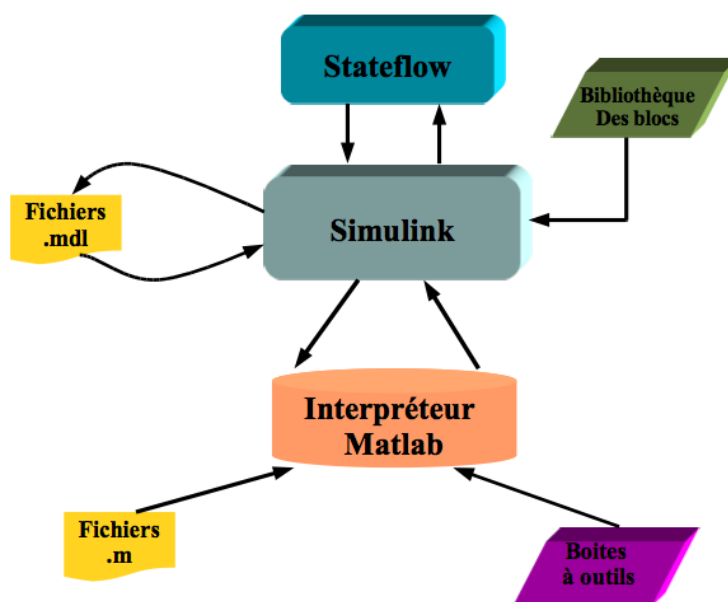 Stateflow
Bibliothèque
Des blocs
Fichiers
.mdl
Simulink
Interpréteur
Matlab
Fichiers
.m
Boites
à outils